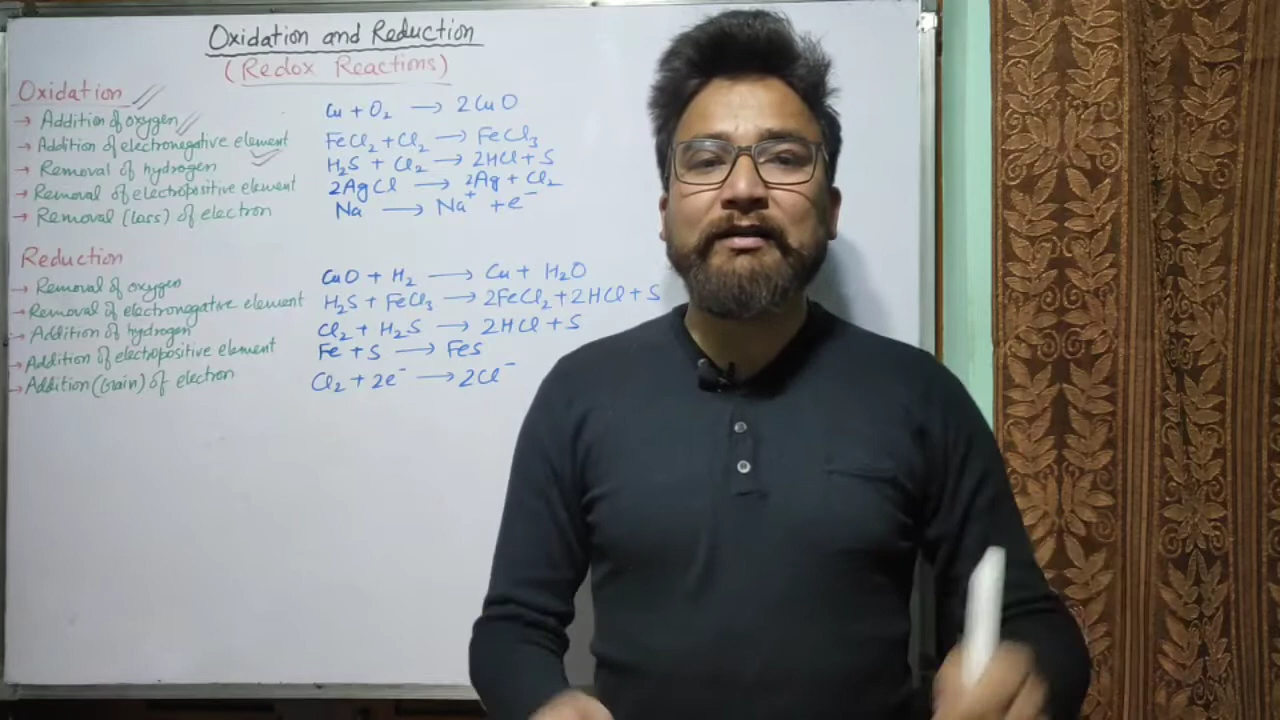 Oxidation and Reduction
(Redox Reactions)
Oxidation
→ Addition of oxygen
Cu + O₂ → 2CuO
→ Addition of electronegative element
FeCl₂ + Cl₂ → FeCl₃
→ Removal of hydrogen
H₂S + Cl₂ → 2HCl + S
→ Removal of electropositive element
2AgCl → 2Ag + Cl₂
→ Removal (loss) of electron
Na → Na⁺ + e⁻
Reduction
→ Removal of oxygen
CuO + H₂ → Cu + H₂O
→ Removal of electronegative element
H₂S + FeCl₃ → 2FeCl₂ + 2HCl + S
→ Addition of hydrogen
Cl₂ + H₂S → 2HCl + S
→ Addition of electropositive element
Fe + S → FeS
→ Addition (Gain) of electron
Cl₂ + 2e⁻ → 2Cl⁻